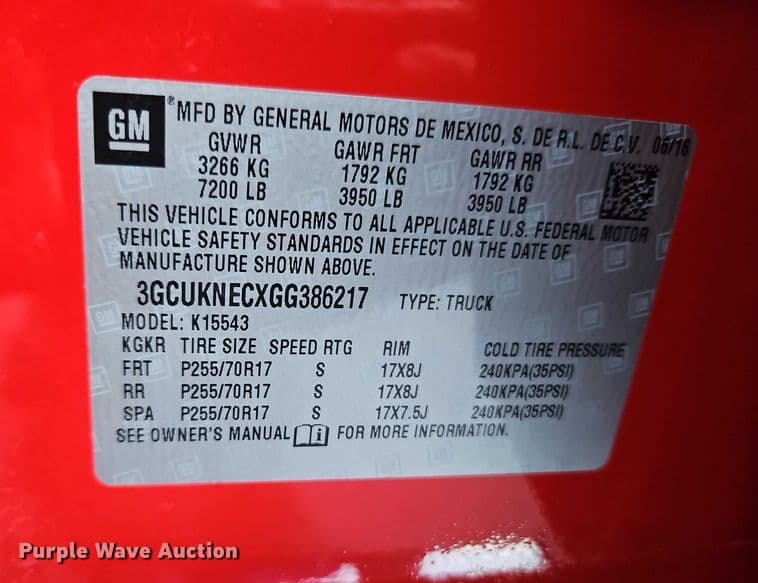 GM
® MFD BY GENERAL MOTORS DE MEXICO, S. DE R.L. DE C.V. 06/16
GVWR GAWR FRT GAWR RR
3266 KG 1792 KG 1792 KG
7200 LB 3950 LB 3950 LB
THIS VEHICLE CONFORMS TO ALL APPLICABLE U.S. FEDERAL MOTOR
VEHICLE SAFETY STANDARDS IN EFFECT ON THE DATE OF
MANUFACTURE SHOWN ABOVE.
3GCUKNECXGG386217 TYPE: TRUCK
MODEL: K15543
KGKR TIRE SIZE SPEED RTG RIM COLD TIRE PRESSURE
FRT P255/70R17 S 17X8J 240KPA(35PSI)
RR P255/70R17 S 17X8J 240KPA(35PSI)
SPA P255/70R17 S 17X7.5J 240KPA(35PSI)
SEE OWNER'S MANUAL i FOR MORE INFORMATION.
Purple Wave Auction